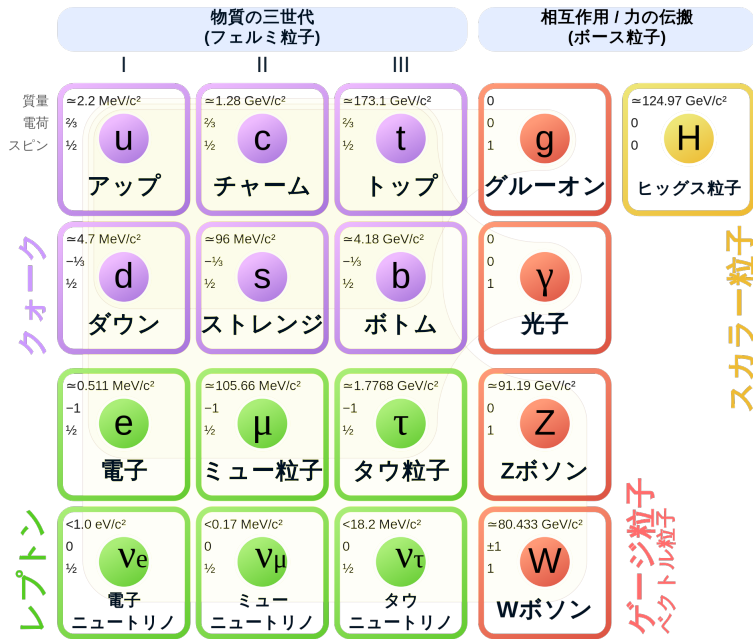 物質の三世代
(フェルミ粒子)
相互作用 / 力の伝搬
(ボース粒子)
I
II
III
質量
電荷
スピン
≃2.2 MeV/c²
⅔
½
u
アップ
≃1.28 GeV/c²
⅔
½
c
チャーム
≃173.1 GeV/c²
⅔
½
t
トップ
0
0
1
g
グルーオン
≃124.97 GeV/c²
0
0
H
ヒッグス粒子
クォーク
≃4.7 MeV/c²
−⅓
½
d
ダウン
≃96 MeV/c²
−⅓
½
s
ストレンジ
≃4.18 GeV/c²
−⅓
½
b
ボトム
0
0
1
γ
光子
スカラー粒子
≃0.511 MeV/c²
−1
½
e
電子
≃105.66 MeV/c²
−1
½
μ
ミュー粒子
≃1.7768 GeV/c²
−1
½
τ
タウ粒子
≃91.19 GeV/c²
0
1
Z
Zボソン
レプトン
<1.0 eV/c²
0
½
νe
電子
ニュートリノ
<0.17 MeV/c²
0
½
νμ
ミュー
ニュートリノ
<18.2 MeV/c²
0
½
ντ
タウ
ニュートリノ
≃80.433 GeV/c²
±1
1
W
Wボソン
ゲージ粒子
ベクトル粒子